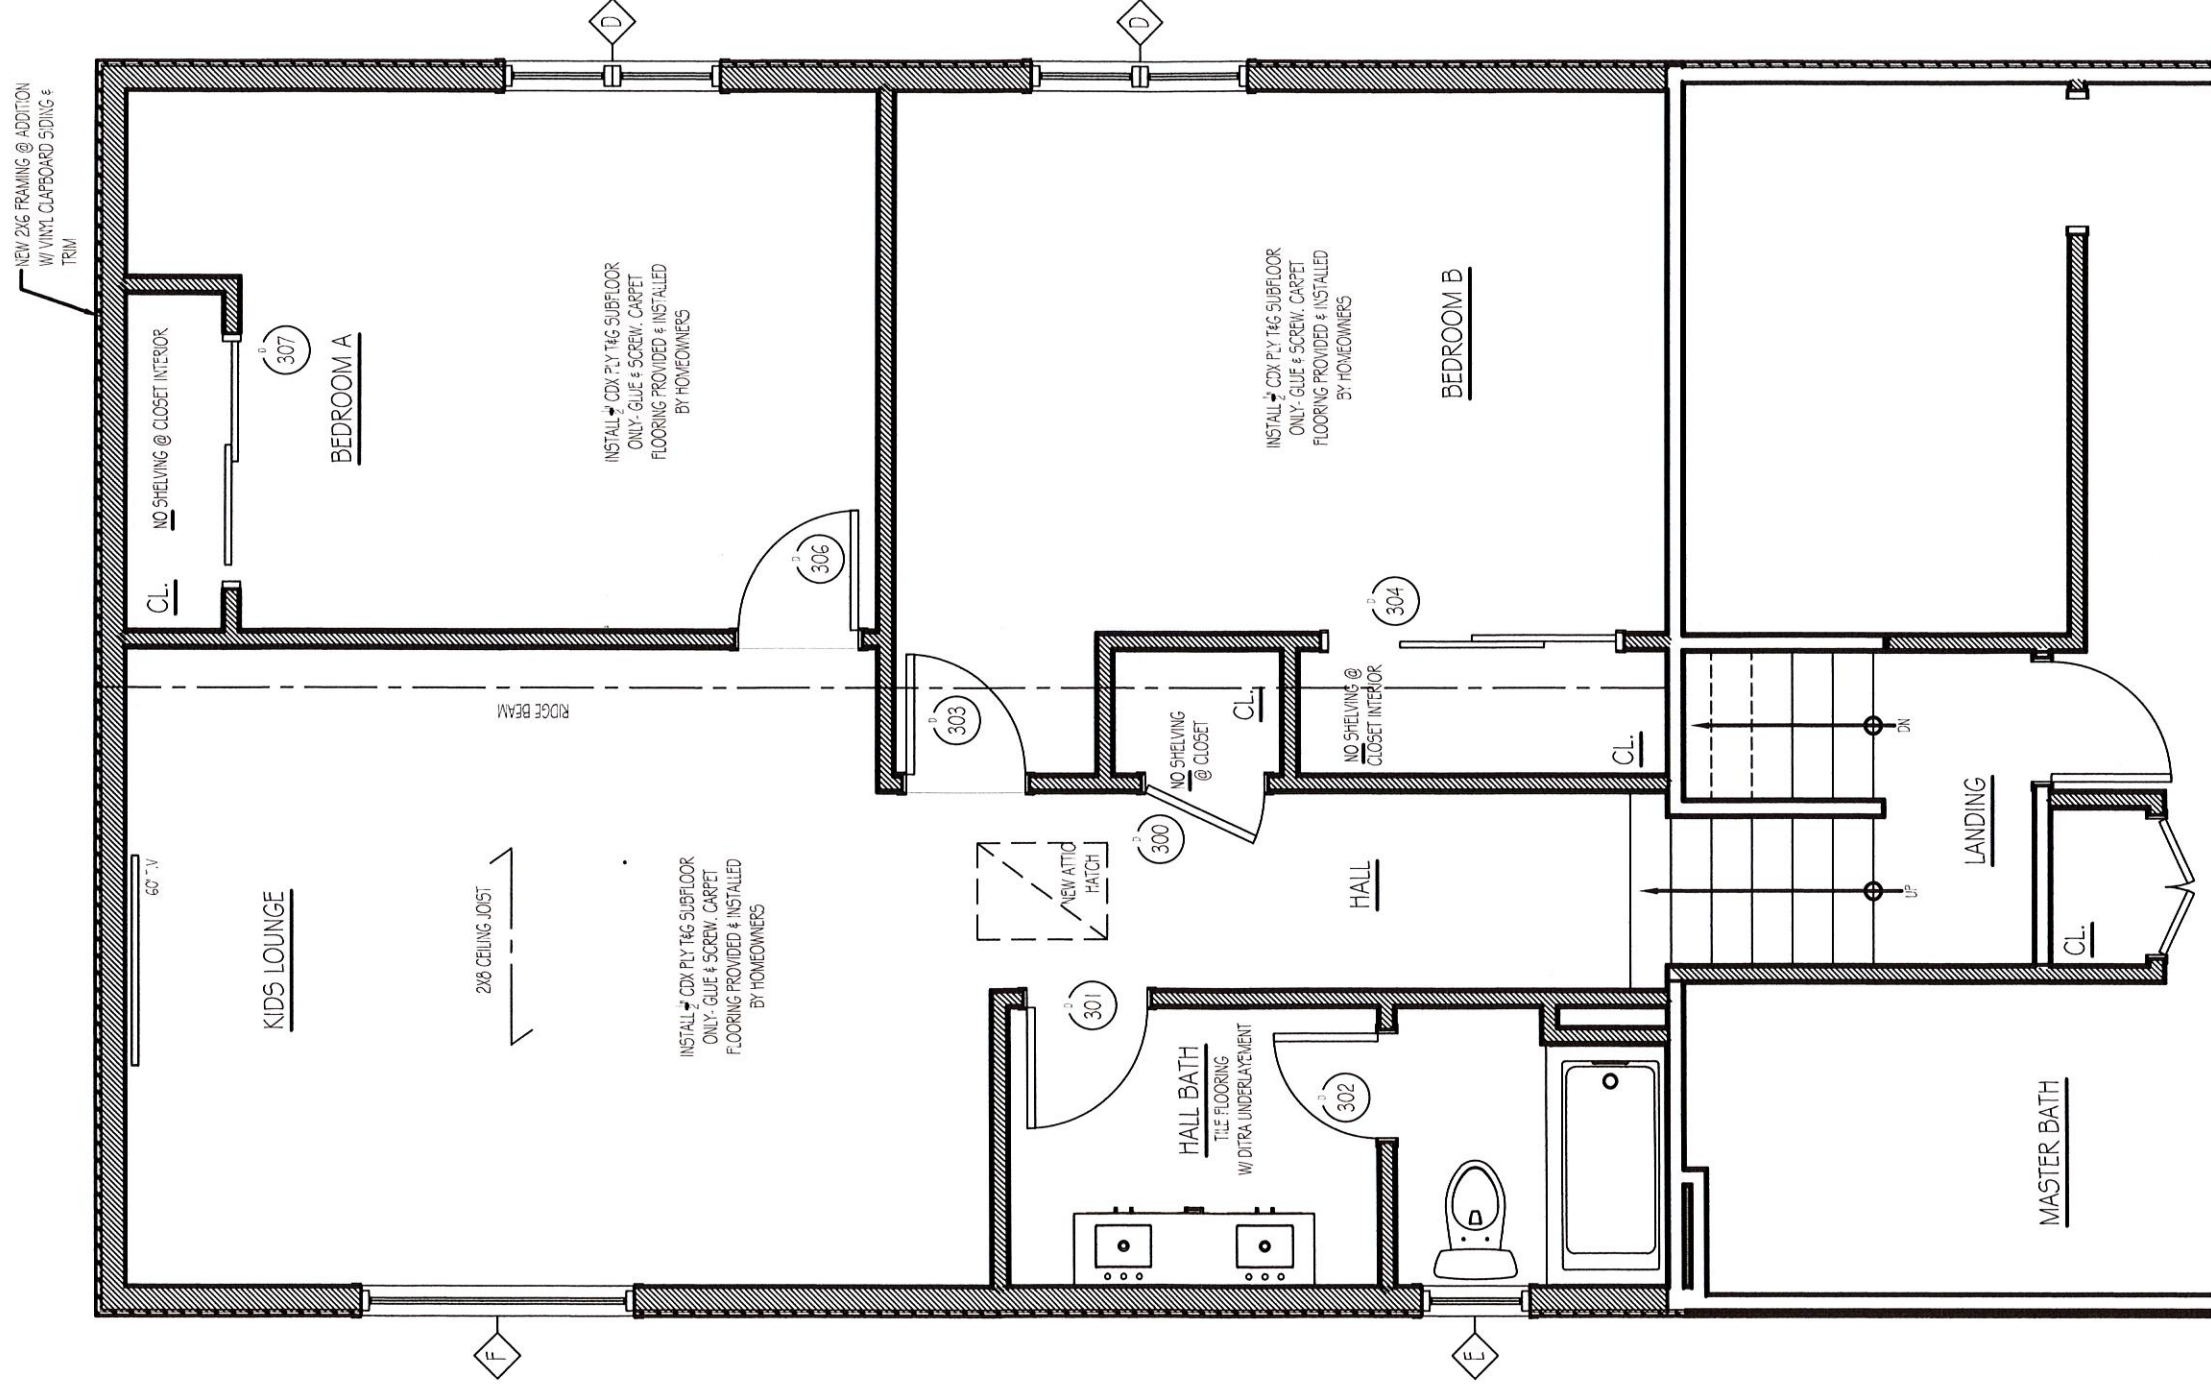 NEW 2X6 FRAMING @ ADDITION
W/ VINYL CLAPBOARD SIDING &
TRIM
D
D
CL.
NO SHELVING @ CLOSET INTERIOR
D
307
BEDROOM A
INSTALL ½" CDX PLY T&G SUBFLOOR
ONLY- GLUE & SCREW. CARPET
FLOORING PROVIDED & INSTALLED
BY HOMEOWNERS
D
306
INSTALL ½" CDX PLY T&G SUBFLOOR
ONLY- GLUE & SCREW. CARPET
FLOORING PROVIDED & INSTALLED
BY HOMEOWNERS
BEDROOM B
D
304
RIDGE BEAM
D
303
NO SHELVING
@ CLOSET
CL.
NO SHELVING @
CLOSET INTERIOR
CL.
DN
60" T.V
KIDS LOUNGE
2X8 CEILING JOIST
INSTALL ½" CDX PLY T&G SUBFLOOR
ONLY- GLUE & SCREW. CARPET
FLOORING PROVIDED & INSTALLED
BY HOMEOWNERS
NEW ATTIC
HATCH
D
300
HALL
UP
LANDING
CL.
D
301
HALL BATH
TILE FLOORING
W/ DITRA UNDERLAYEMENT
D
302
MASTER BATH
F
E